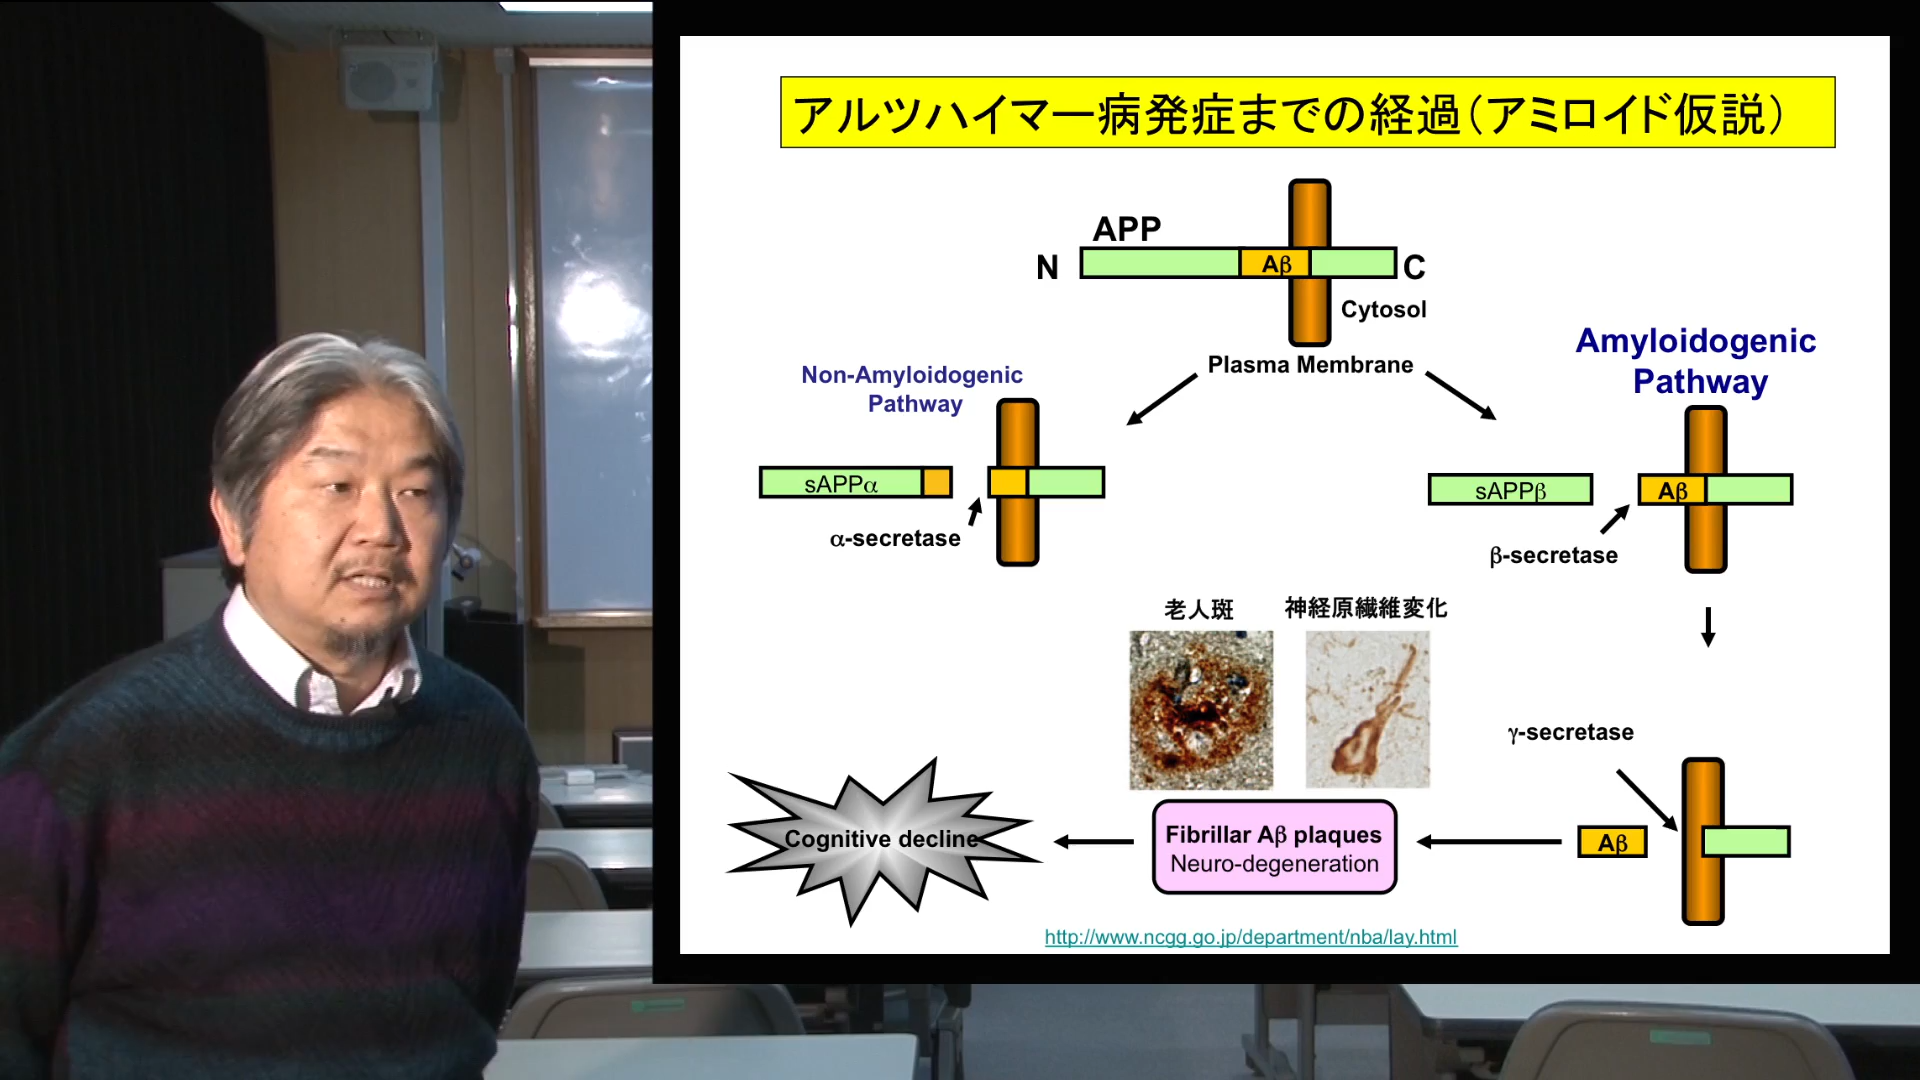 アルツハイマー病発症までの経過（アミロイド仮説）
APP
N
Aβ
C
Cytosol
Plasma Membrane
Non-Amyloidogenic
Pathway
Amyloidogenic
Pathway
sAPPα
α-secretase
sAPPβ
Aβ
β-secretase
老人斑
神経原繊維変化
γ-secretase
Cognitive decline
Fibrillar Aβ plaques
Neuro-degeneration
Aβ
http://www.ncgg.go.jp/department/nba/lay.html